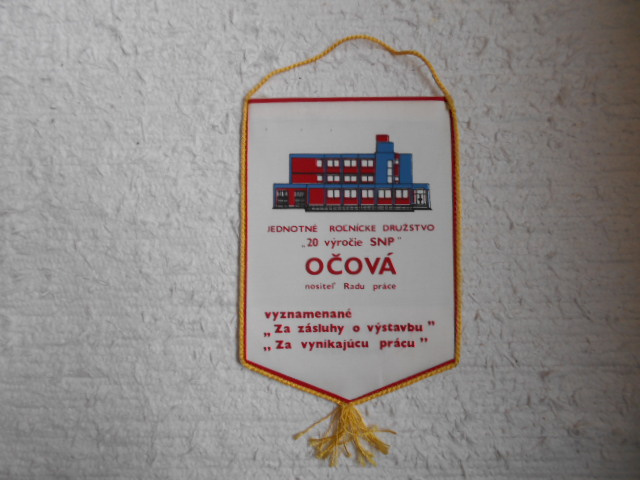 JEDNOTNÉ ROĽNÍCKE DRUŽSTVO
„20 výročie SNP"
OČOVÁ
nositeľ Radu práce
vyznamenané
„Za zásluhy o výstavbu"
„Za vynikajúcu prácu"